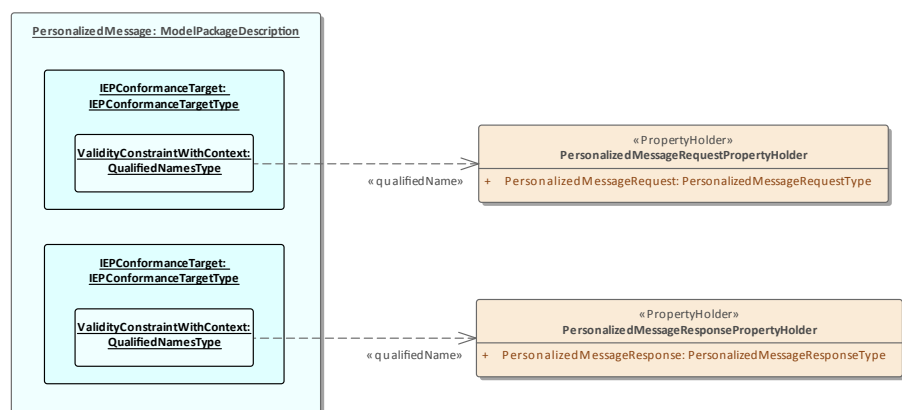 PersonalizedMessage: ModelPackageDescription
IEPConformanceTarget:
IEPConformanceTargetType
ValidityConstraintWithContext:
QualifiedNamesType
«qualifiedName»
«PropertyHolder»
PersonalizedMessageRequestPropertyHolder
+ PersonalizedMessageRequest: PersonalizedMessageRequestType
IEPConformanceTarget:
IEPConformanceTargetType
ValidityConstraintWithContext:
QualifiedNamesType
«qualifiedName»
«PropertyHolder»
PersonalizedMessageResponsePropertyHolder
+ PersonalizedMessageResponse: PersonalizedMessageResponseType